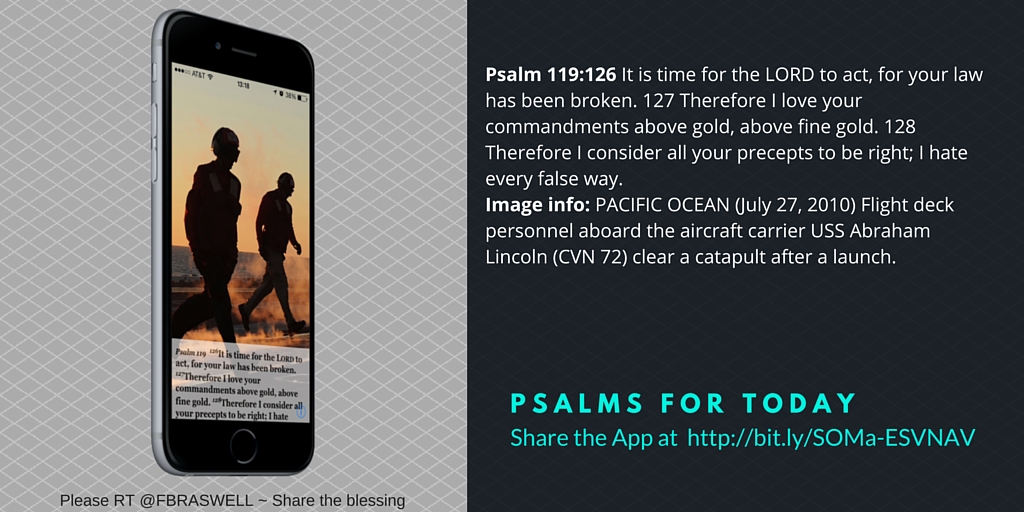 ●●●○○ AT&T
13:18
38%
Psalm 119 126It is time for the LORD to
act, for your law has been broken.
127Therefore I love your
commandments above gold, above
fine gold. 128Therefore I consider all
your precepts to be right; I hate
Please RT @FBRASWELL ~ Share the blessing
Psalm 119:126 It is time for the LORD to act, for your law
has been broken. 127 Therefore I love your
commandments above gold, above fine gold. 128
Therefore I consider all your precepts to be right; I hate
every false way.
Image info: PACIFIC OCEAN (July 27, 2010) Flight deck
personnel aboard the aircraft carrier USS Abraham
Lincoln (CVN 72) clear a catapult after a launch.
PSALMS FOR TODAY
Share the App at http://bit.ly/SOMa-ESVNAV